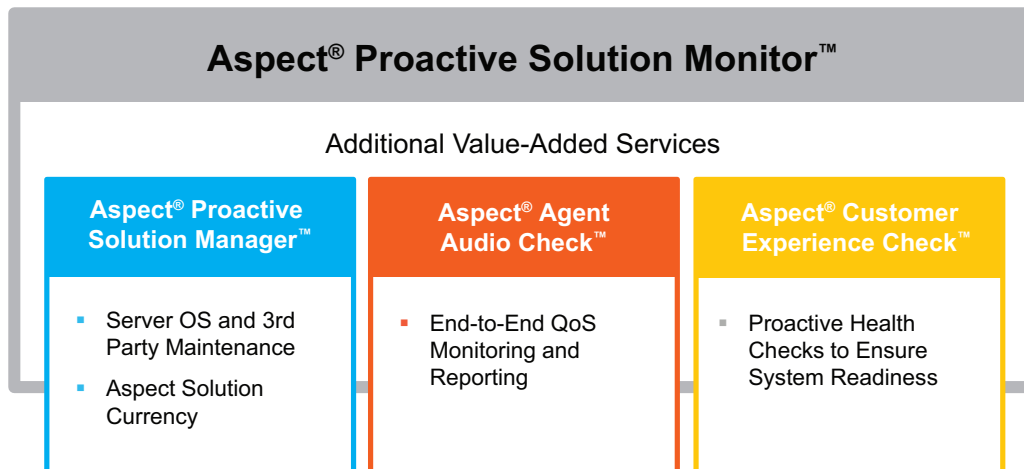 Aspect® Proactive Solution Monitor™
Additional Value-Added Services
Aspect® Proactive
Solution Manager™
▪ Server OS and 3rd
Party Maintenance
▪ Aspect Solution
Currency
Aspect® Agent
Audio Check™
▪ End-to-End QoS
Monitoring and
Reporting
Aspect® Customer
Experience Check™
▪ Proactive Health
Checks to Ensure
System Readiness